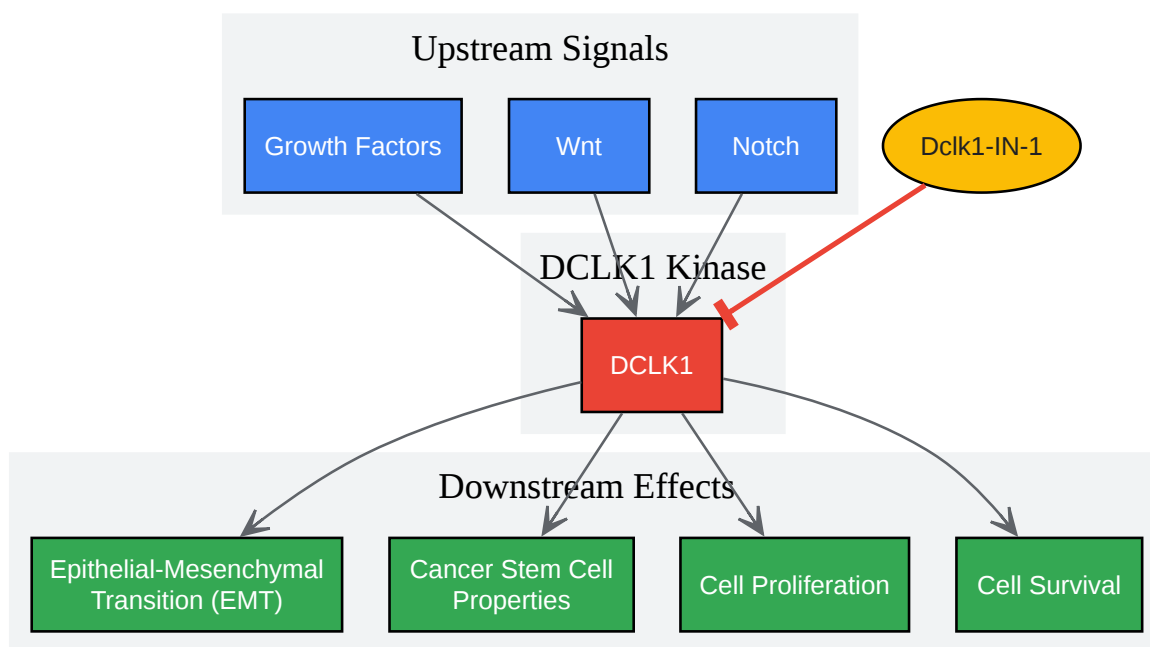 Upstream Signals
Growth Factors
Wnt
Notch
Dclk1-IN-1
DCLK1 Kinase
DCLK1
Downstream Effects
Epithelial-Mesenchymal
Transition (EMT)
Cancer Stem Cell
Properties
Cell Proliferation
Cell Survival